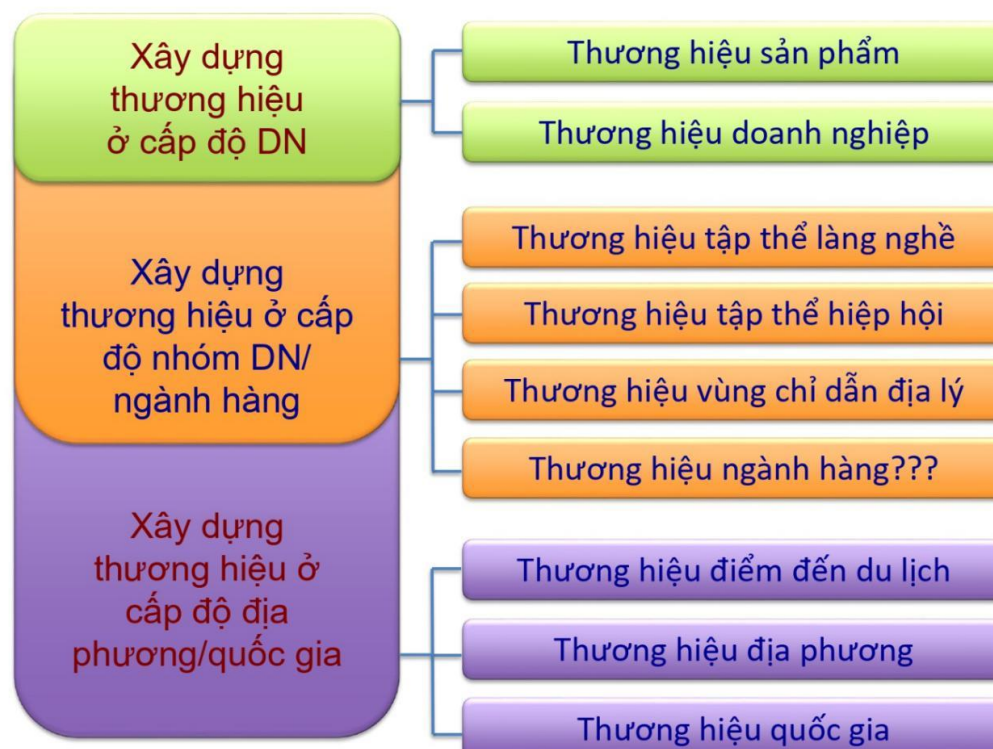 Xây dựng
thương hiệu
ở cấp độ DN
Thương hiệu sản phẩm
Thương hiệu doanh nghiệp
Xây dựng
thương hiệu ở cấp
độ nhóm DN/
ngành hàng
Thương hiệu tập thể làng nghề
Thương hiệu tập thể hiệp hội
Thương hiệu vùng chỉ dẫn địa lý
Thương hiệu ngành hàng???
Xây dựng
thương hiệu ở
cấp độ địa
phương/quốc gia
Thương hiệu điểm đến du lịch
Thương hiệu địa phương
Thương hiệu quốc gia